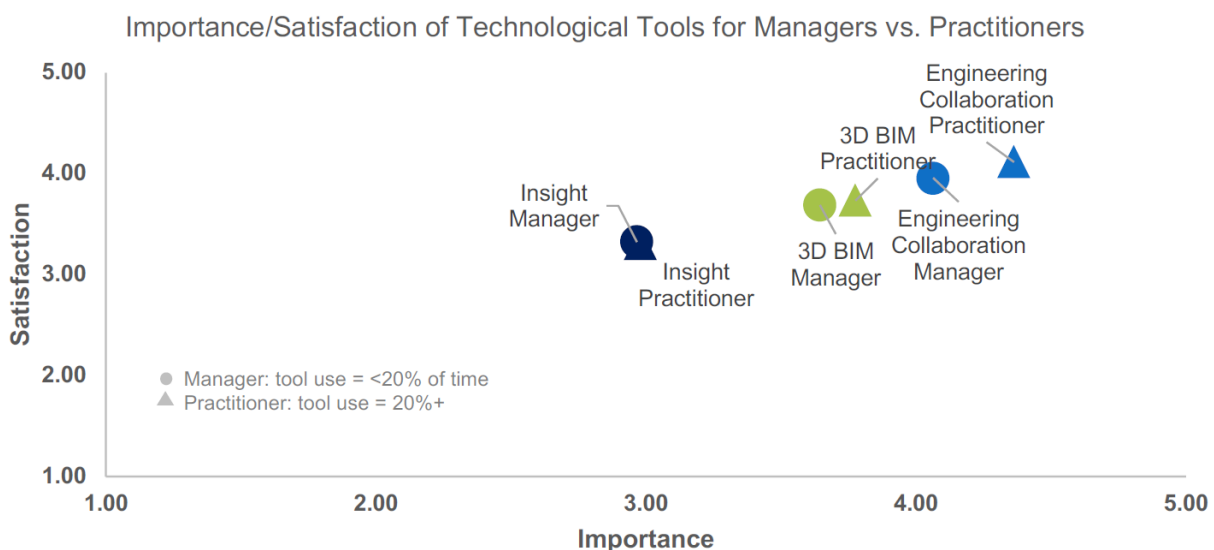 Importance/Satisfaction of Technological Tools for Managers vs. Practitioners
5.00
4.00
3.00
2.00
1.00
Satisfaction
Engineering
Collaboration
Practitioner
3D BIM
Practitioner
Insight
Manager
Engineering
Collaboration
Manager
3D BIM
Manager
Insight
Practitioner
Manager: tool use = <20% of time
Practitioner: tool use = 20%+
1.00 2.00 3.00 4.00 5.00
Importance